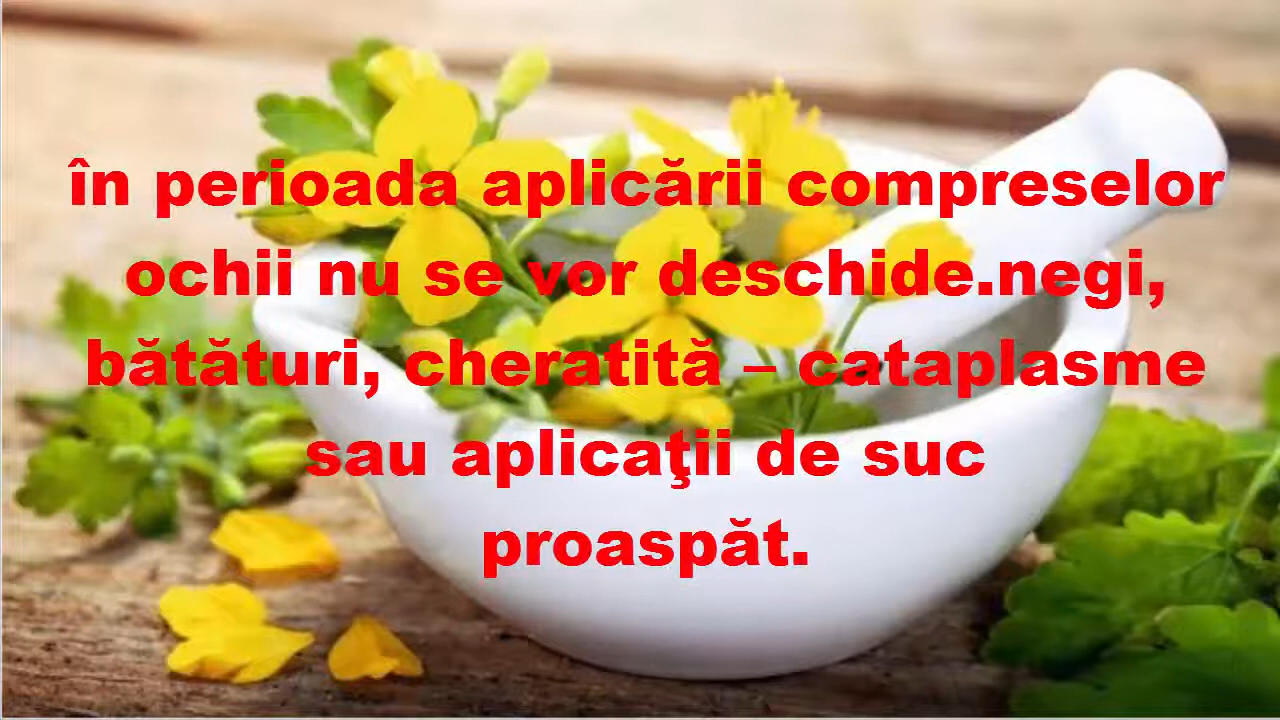 în perioada aplicării compreselor
ochii nu se vor deschide.negi,
bătături, cheratită – cataplasme
sau aplicaţii de suc
proaspăt.